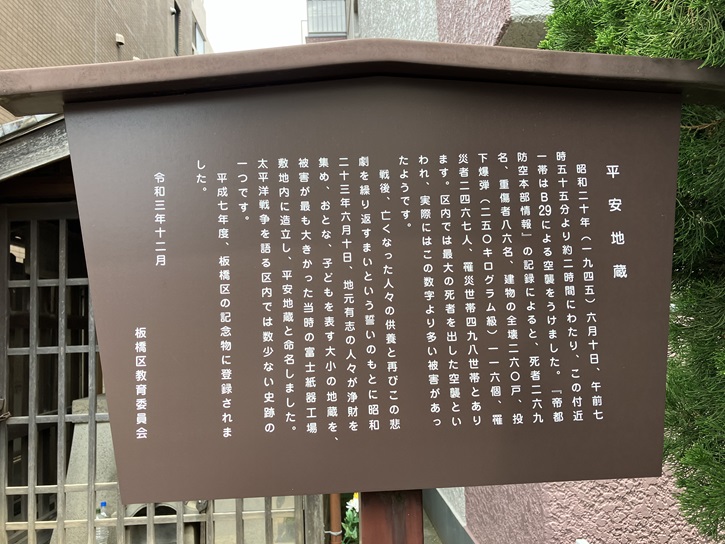 平安地蔵
昭和二十年（一九四五）六月十日、午前七
時五十五分より約二時間にわたり、この付近
一帯はB29による空襲をうけました。『帝都
防空本部情報』の記録によると、死者二六九
名、重傷者八六名、建物の全壊二六〇戸、投
下爆弾（二五〇キログラム級）一一六個、罹
災者二四六七人、罹災世帯四九八世帯とあり
ます。区内では最大の死者を出した空襲とい
われ、実際にはこの数字より多い被害があっ
たようです。
戦後、亡くなった人々の供養と再びこの悲
劇を繰り返すまいという誓いのもとに昭和
二十三年六月十日、地元有志の人々が浄財を
集め、おとな、子どもを表す大小の地蔵を、
被害が最も大きかった当時の富士紙器工場
敷地内に造立し、平安地蔵と命名しました。
太平洋戦争を語る区内では数少ない史跡の
一つです。
平成七年度、板橋区の記念物に登録されま
した。
令和三年十二月
板橋区教育委員会